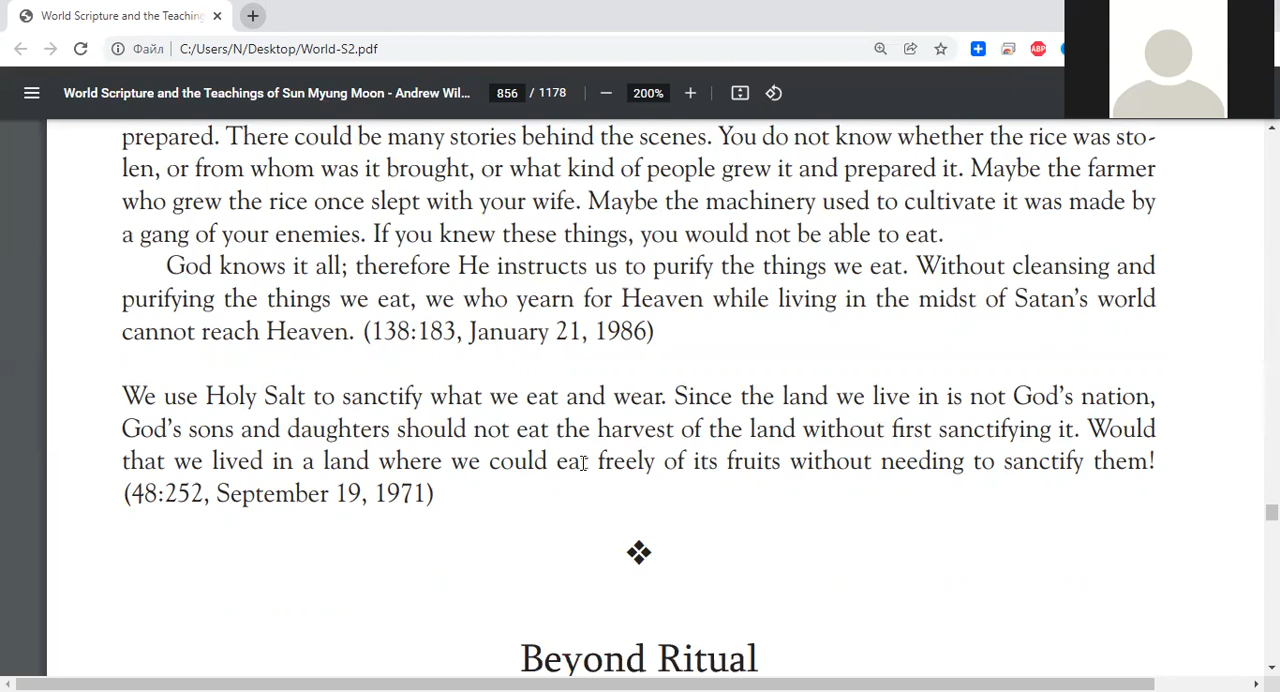 World Scripture and the Teaching
Файл | C:/Users/N/Desktop/World-S2.pdf
ABP
World Scripture and the Teachings of Sun Myung Moon - Andrew Wil... 856 / 1178 200%
prepared. There could be many stories behind the scenes. You do not know whether the rice was sto-
len, or from whom was it brought, or what kind of people grew it and prepared it. Maybe the farmer
who grew the rice once slept with your wife. Maybe the machinery used to cultivate it was made by
a gang of your enemies. If you knew these things, you would not be able to eat.
God knows it all; therefore He instructs us to purify the things we eat. Without cleansing and
purifying the things we eat, we who yearn for Heaven while living in the midst of Satan's world
cannot reach Heaven. (138:183, January 21, 1986)
We use Holy Salt to sanctify what we eat and wear. Since the land we live in is not God's nation,
God's sons and daughters should not eat the harvest of the land without first sanctifying it. Would
that we lived in a land where we could eat freely of its fruits without needing to sanctify them!
(48:252, September 19, 1971)
Beyond Ritual